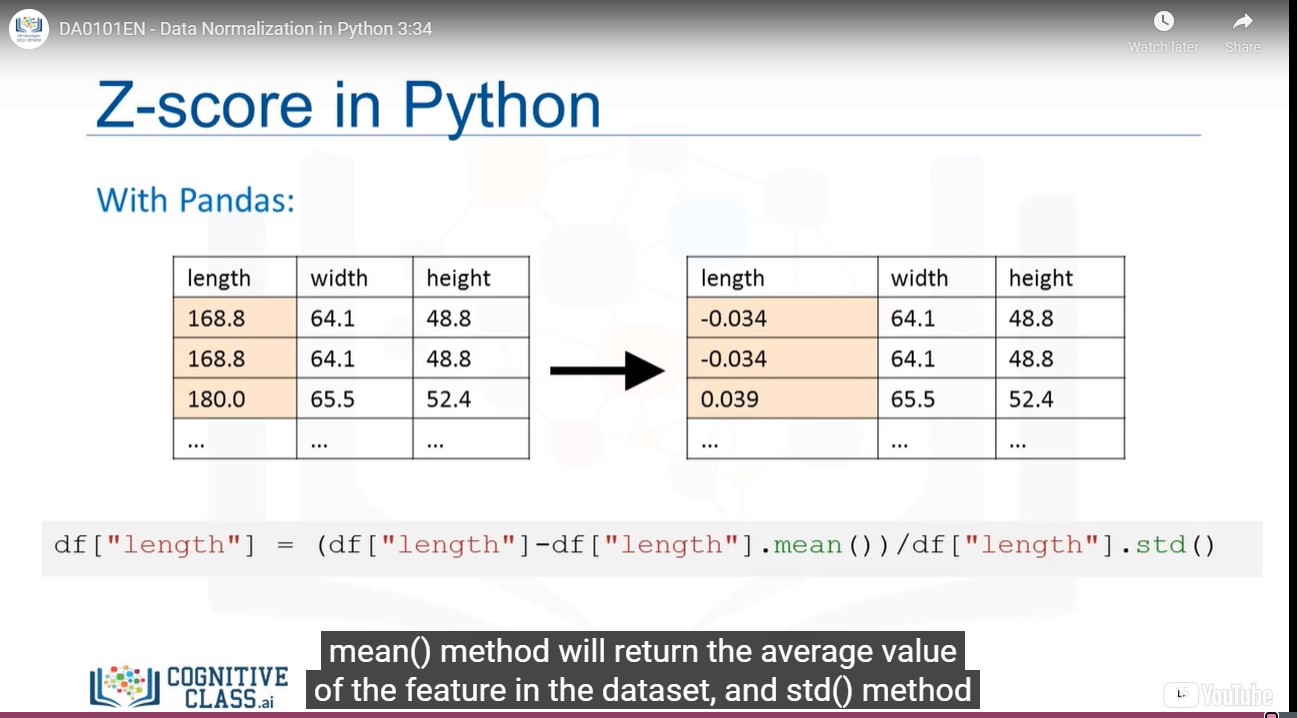 DA0101EN - Data Normalization in Python 3:34
Watch later Share
Z-score in Python
With Pandas:
length width height
168.8 64.1 48.8
168.8 64.1 48.8
180.0 65.5 52.4
... ... ...
length width height
-0.034 64.1 48.8
-0.034 64.1 48.8
0.039 65.5 52.4
... ... ...
df["length"] = (df["length"]-df["length"].mean())/df["length"].std()
mean() method will return the average value
of the feature in the dataset, and std() method
COGNITIVE
CLASS.ai
YouTube